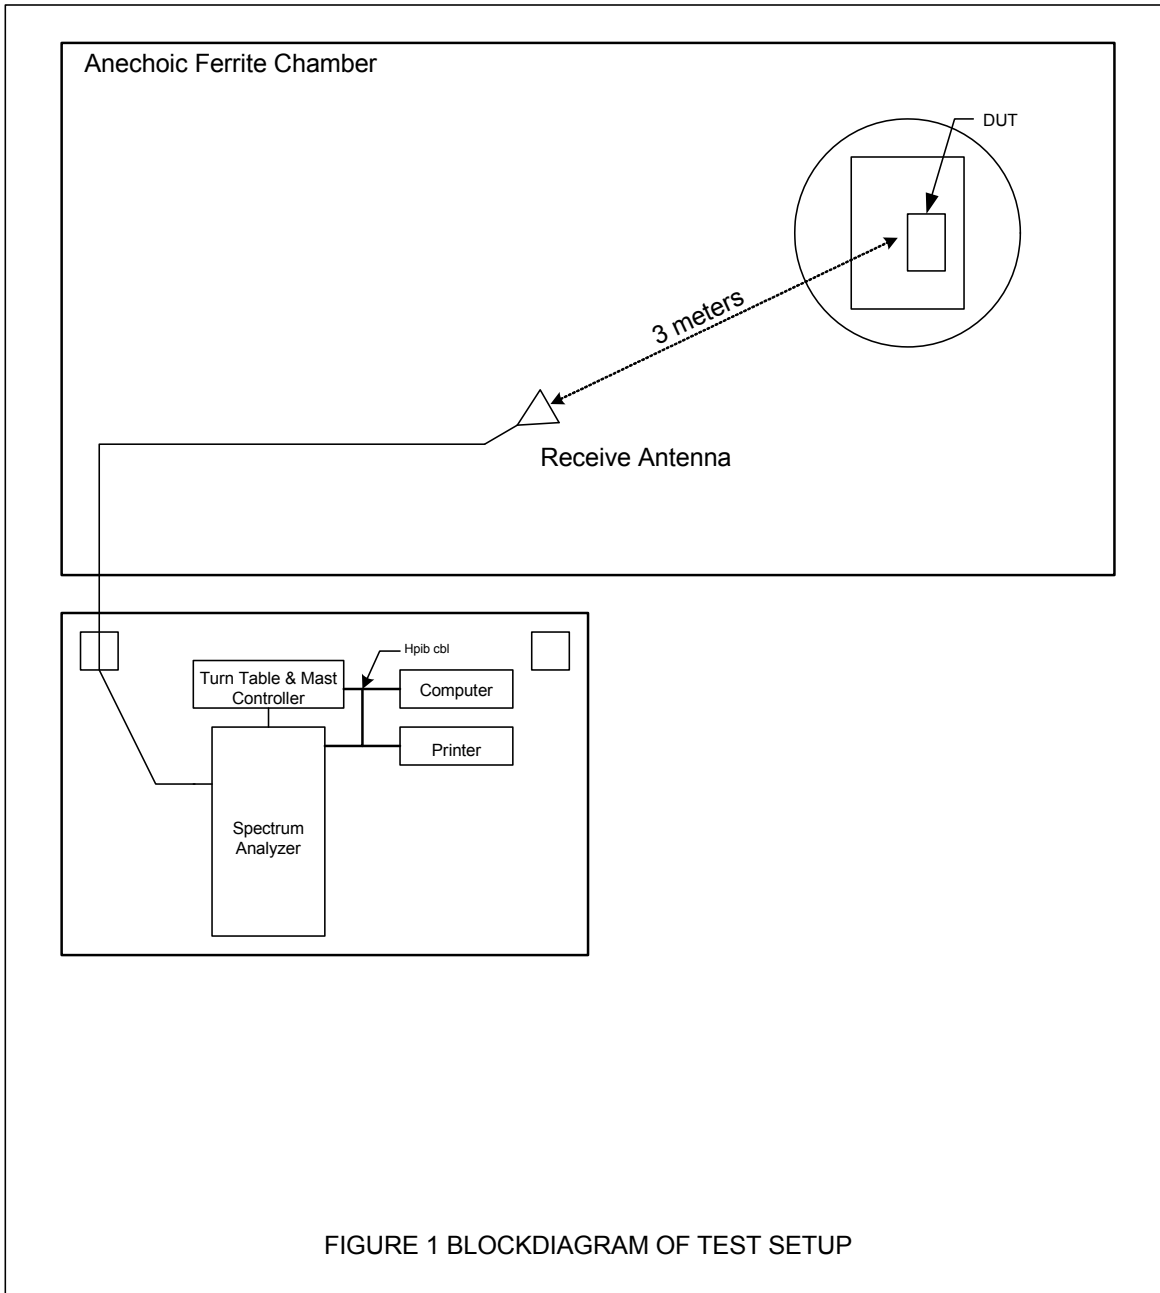 Anechoic Ferrite Chamber
DUT
3 meters
Receive Antenna
Hpib cbl
Turn Table & Mast
Controller
Computer
Printer
Spectrum
Analyzer
FIGURE 1 BLOCKDIAGRAM OF TEST SETUP